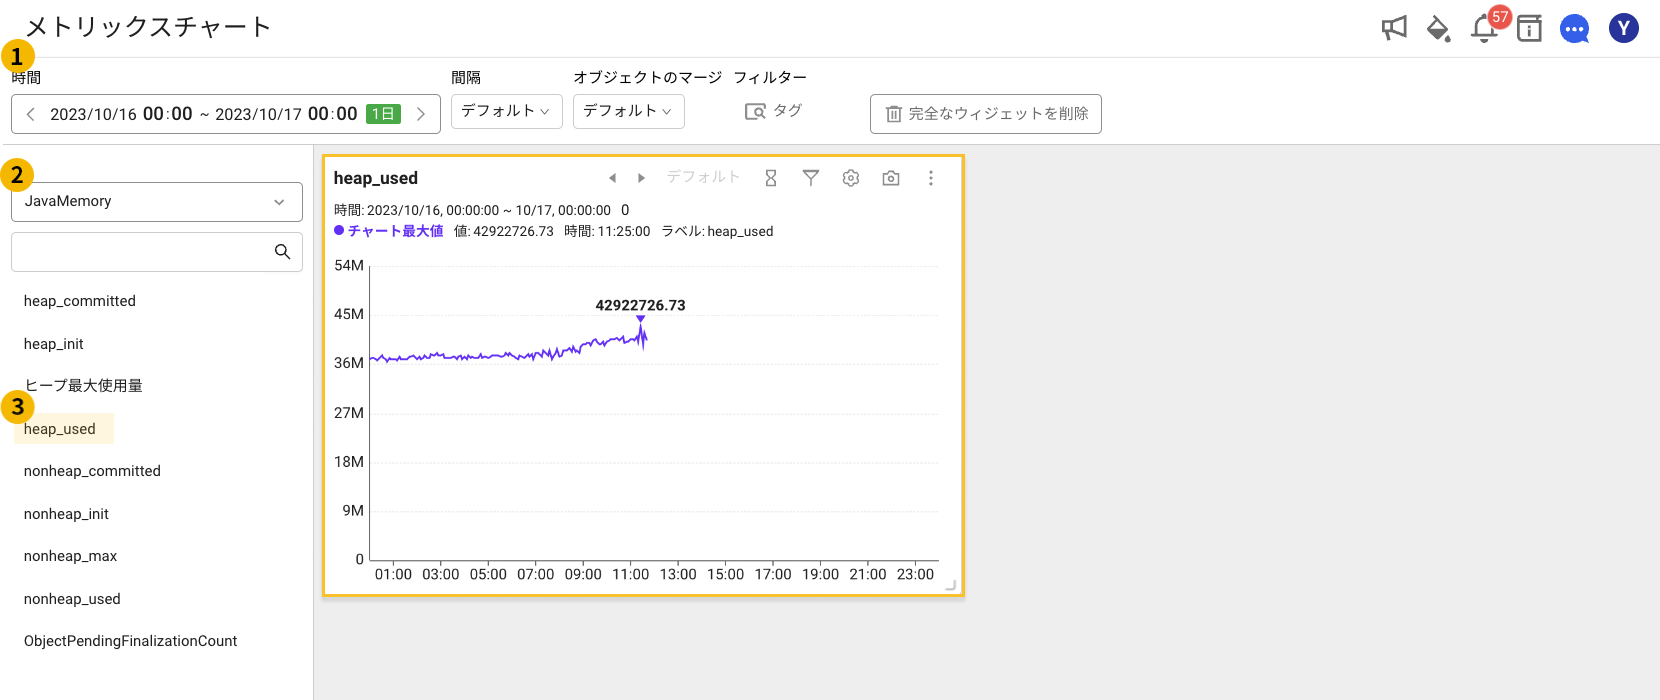 メトリックスチャート
57
Y
1
時間
間隔
オブジェクトのマージ
フィルター
2023/10/16 00:00 ~ 2023/10/17 00:00 1日
デフォルト
デフォルト
タグ
完全なウィジェットを削除
2
JavaMemory
heap_committed
heap_init
ヒープ最大使用量
3
heap_used
nonheap_committed
nonheap_init
nonheap_max
nonheap_used
ObjectPendingFinalizationCount
heap_used
デフォルト
時間: 2023/10/16, 00:00:00 ~ 10/17, 00:00:00 0
チャート最大値 値: 42922726.73 時間: 11:25:00 ラベル: heap_used
54M
42922726.73
45M
36M
27M
18M
9M
0
01:00 03:00 05:00 07:00 09:00 11:00 13:00 15:00 17:00 19:00 21:00 23:00